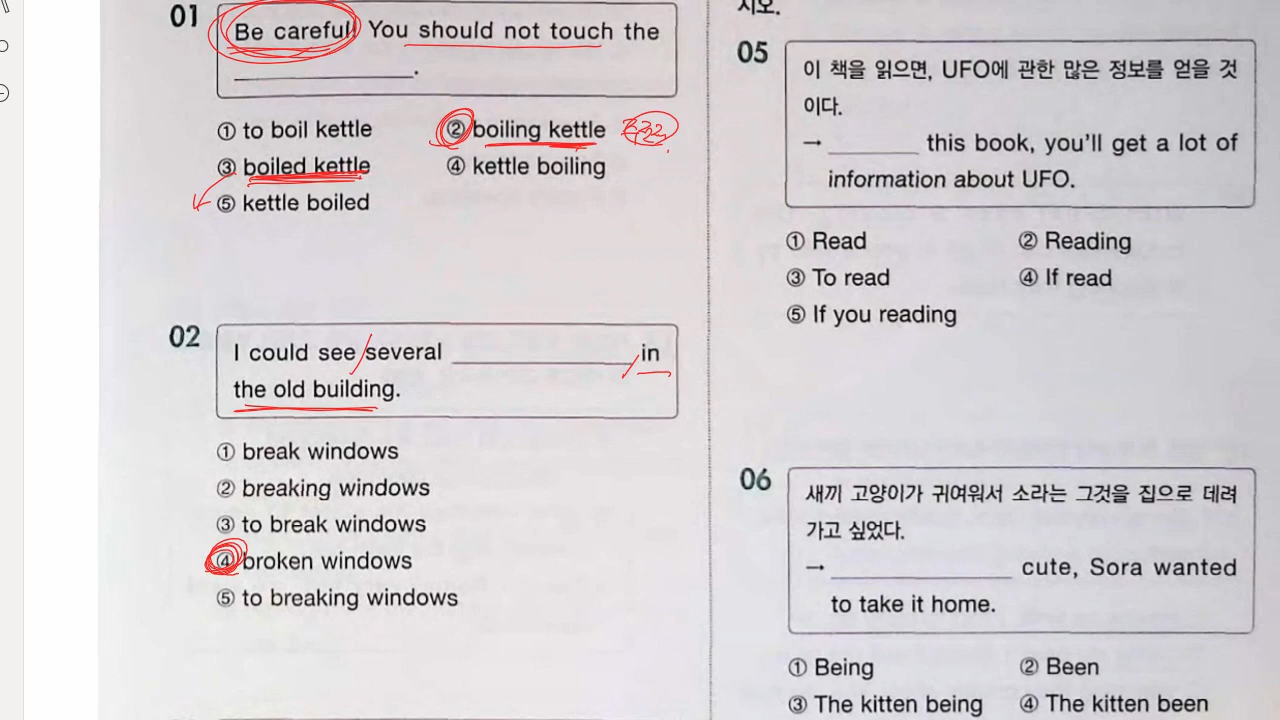 01
Be careful! You should not touch the
____________.
① to boil kettle
② boiling kettle
③ boiled kettle
④ kettle boiling
⑤ kettle boiled
02
I could see several ____________ in
the old building.
① break windows
② breaking windows
③ to break windows
④ broken windows
⑤ to breaking windows
시오.
05
이 책을 읽으면, UFO에 관한 많은 정보를 얻을 것
이다.
→ ______ this book, you'll get a lot of
information about UFO.
① Read
② Reading
③ To read
④ If read
⑤ If you reading
06
새끼 고양이가 귀여워서 소라는 그것을 집으로 데려
가고 싶었다.
→ ____________ cute, Sora wanted
to take it home.
① Being
② Been
③ The kitten being
④ The kitten been